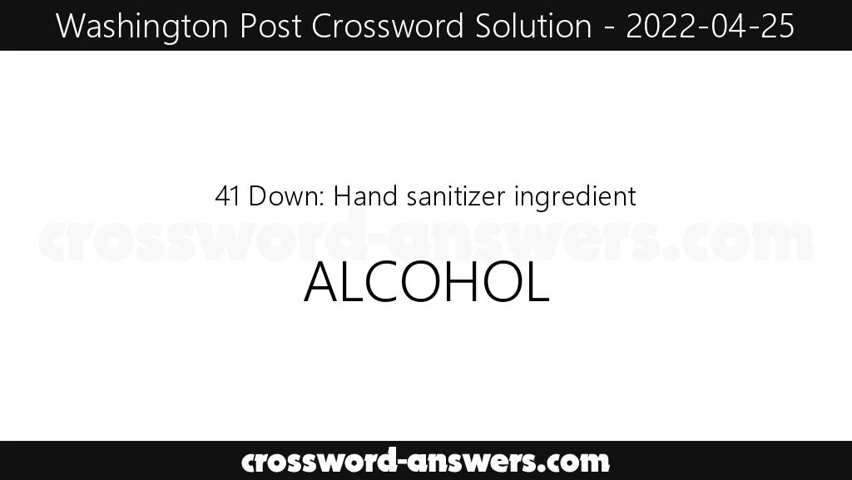 Washington Post Crossword Solution - 2022-04-25
41 Down: Hand sanitizer ingredient
crossword-answers.com
ALCOHOL
crossword-answers.com